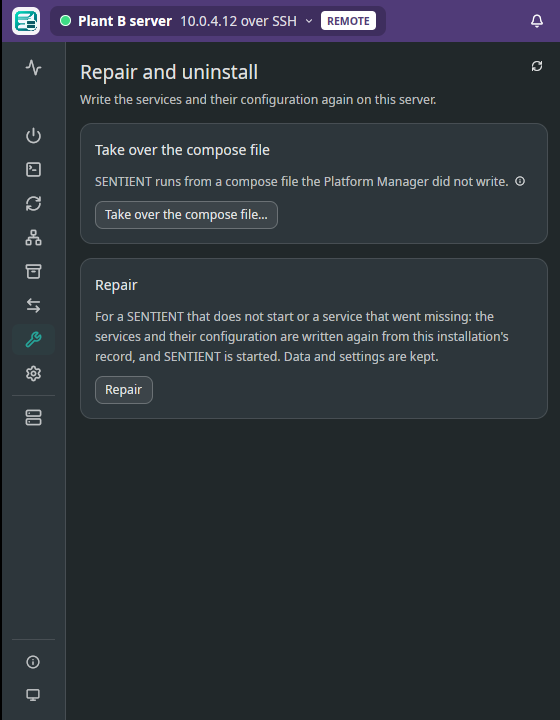 Plant B server 10.0.4.12 over SSH REMOTE
Repair and uninstall
Write the services and their configuration again on this server.
Take over the compose file
SENTIENT runs from a compose file the Platform Manager did not write.
Take over the compose file...
Repair
For a SENTIENT that does not start or a service that went missing: the
services and their configuration are written again from this installation's
record, and SENTIENT is started. Data and settings are kept.
Repair